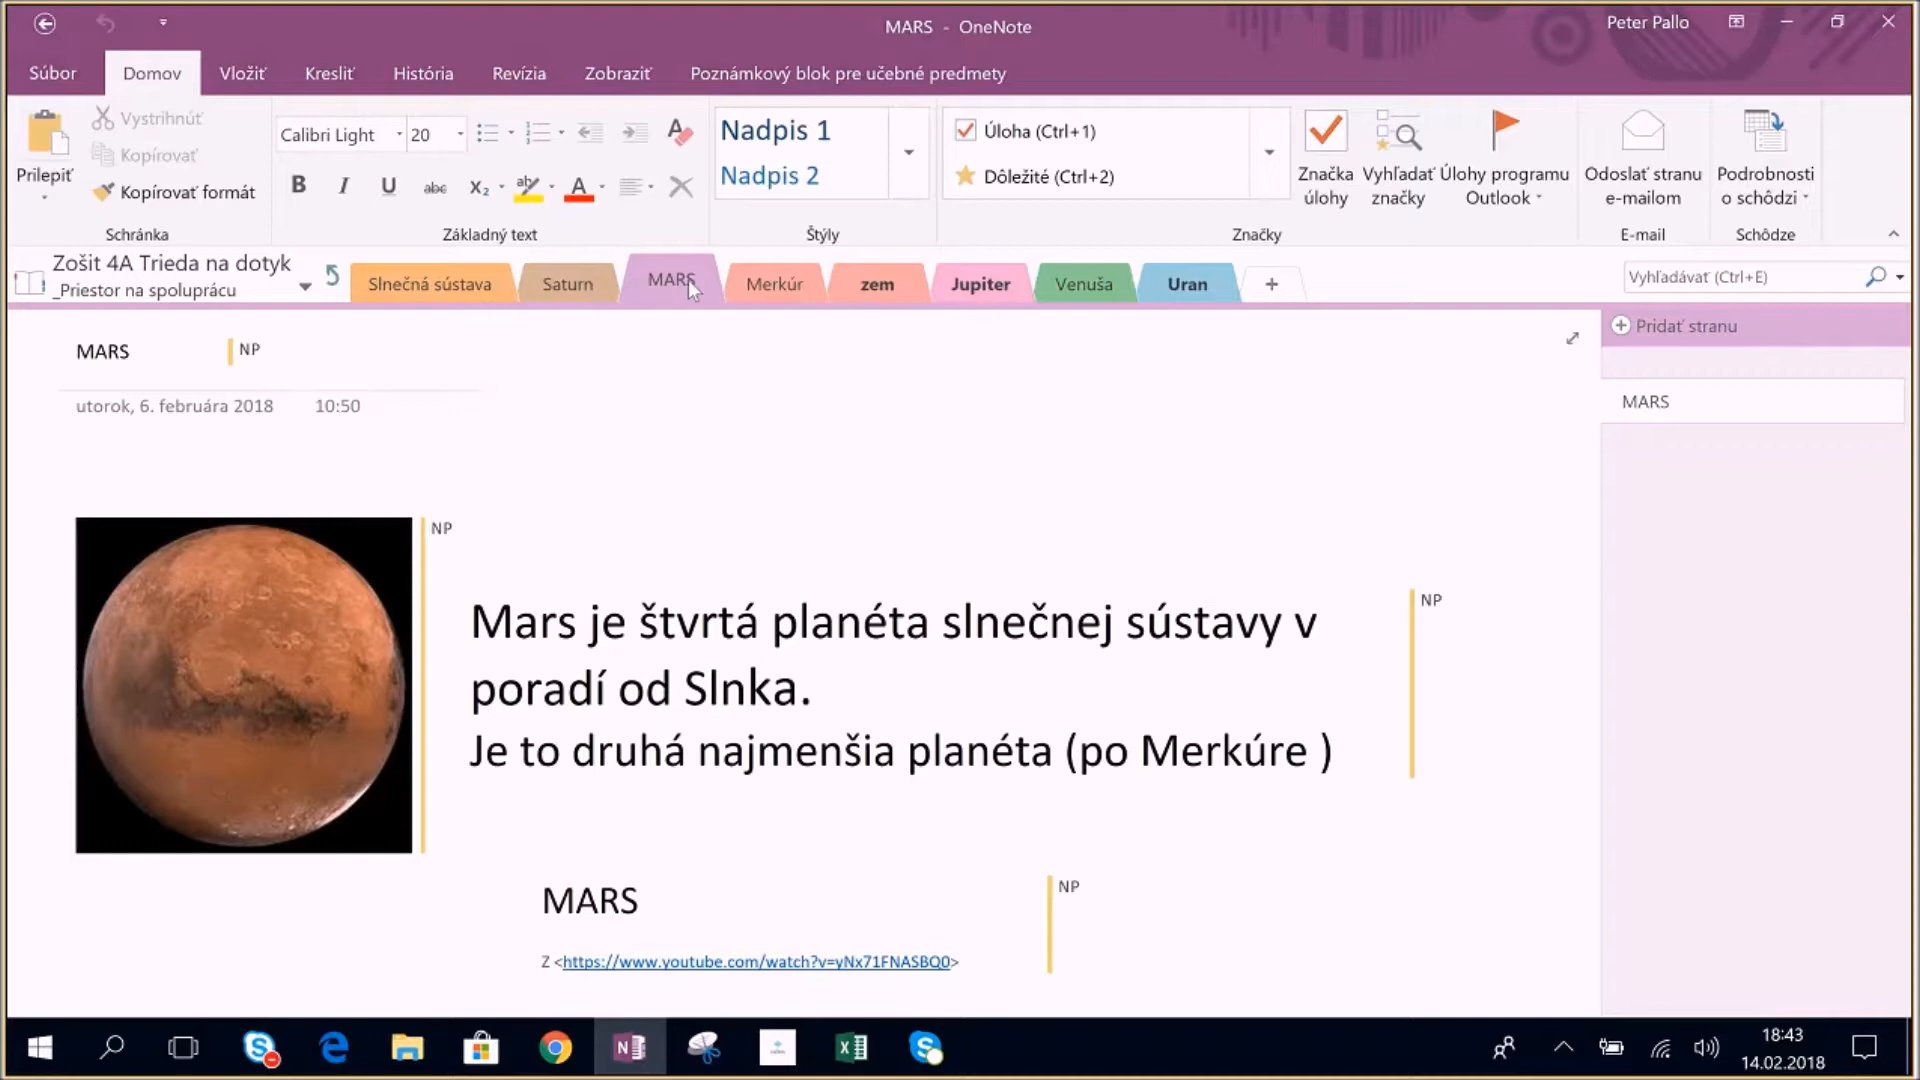 MARS - OneNote
Peter Pallo
Súbor
Domov
Vložiť
Kresliť
História
Revízia
Zobraziť
Poznámkový blok pre učebné predmety
Prilepiť
Vystrihnúť
Kopírovať
Kopírovať formát
Schránka
Calibri Light
20
B I U abc X₂ ab A
Základný text
Nadpis 1
Nadpis 2
Štýly
Úloha (Ctrl+1)
Dôležité (Ctrl+2)
Značka
úlohy
Vyhľadať
značky
Úlohy programu
Outlook
Značky
Odoslať stranu
e-mailom
E-mail
Podrobnosti
o schôdzi
Schôdze
Zošit 4A Trieda na dotyk
_Priestor na spoluprácu
Slnečná sústava
Saturn
MARS
Merkúr
zem
Jupiter
Venuša
Uran
+
Vyhľadávať (Ctrl+E)
Pridať stranu
MARS
MARS
NP
utorok, 6. februára 2018 10:50
NP
Mars je štvrtá planéta slnečnej sústavy v
poradí od Slnka.
Je to druhá najmenšia planéta (po Merkúre )
NP
MARS
NP
Z <https://www.youtube.com/watch?v=yNx71FNASBQ0>
18:43
14.02.2018